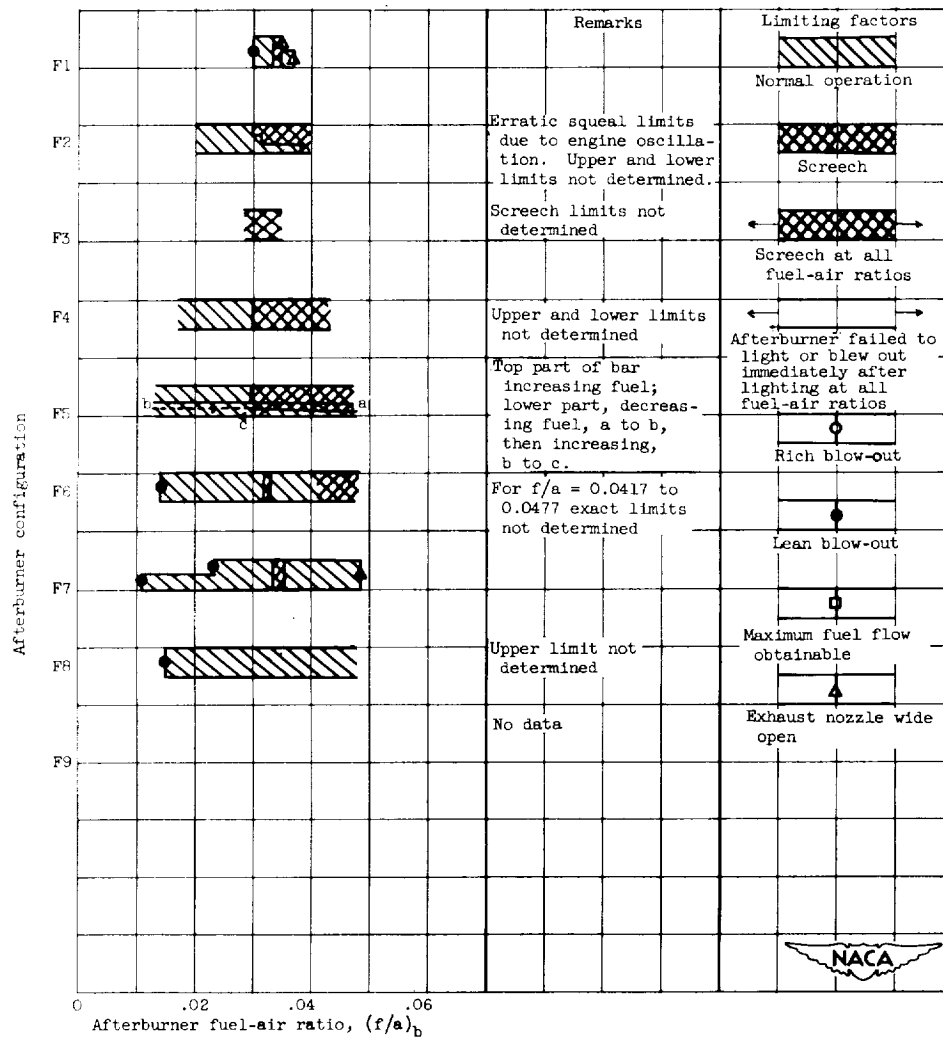 Remarks
Limiting factors
F1
Normal operation
F2
Erratic squeal limits
due to engine oscilla-
tion. Upper and lower
limits not determined.
Screech
F3
Screech limits not
determined
Screech at all
fuel-air ratios
F4
Upper and lower limits
not determined
Afterburner failed to
light or blew out
immediately after
lighting at all
fuel-air ratios
F5
b
a
c
Top part of bar
increasing fuel;
lower part, decreas-
ing fuel, a to b,
then increasing,
b to c.
Rich blow-out
F6
For f/a = 0.0417 to
0.0477 exact limits
not determined
Lean blow-out
F7
Maximum fuel flow
obtainable
F8
Upper limit not
determined
Exhaust nozzle wide
open
F9
No data
NACA
Afterburner configuration
0 .02 .04 .06
Afterburner fuel-air ratio, (f/a)b